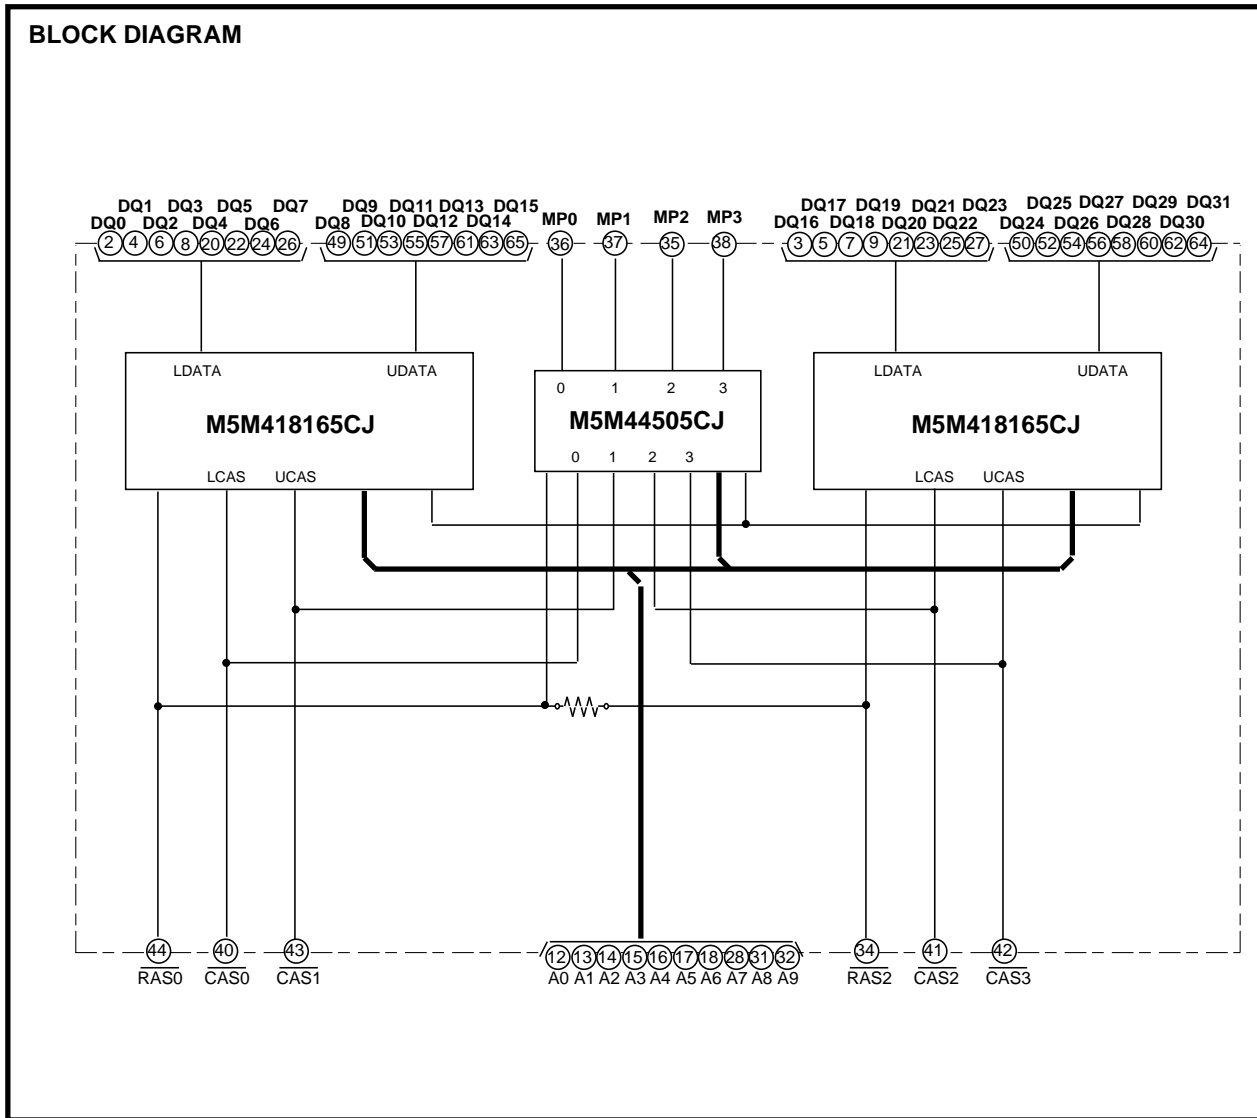 BLOCK DIAGRAM
DQ1 DQ3 DQ5 DQ7 DQ9 DQ11 DQ13 DQ15 DQ17 DQ19 DQ21 DQ23 DQ25 DQ27 DQ29 DQ31
DQ0 DQ2 DQ4 DQ6 DQ8 DQ10 DQ12 DQ14 MP0 MP1 MP2 MP3 DQ16 DQ18 DQ20 DQ22 DQ24 DQ26 DQ28 DQ30
2 4 6 8 20 22 24 26 49 51 53 55 57 61 63 65 36 37 35 38 3 5 7 9 21 23 25 27 50 52 54 56 58 60 62 64
LDATA UDATA 0 1 2 3 LDATA UDATA
M5M418165CJ M5M44505CJ M5M418165CJ
LCAS UCAS 0 1 2 3 LCAS UCAS
44 40 43 12 13 14 15 16 17 18 28 31 32 34 41 42
RAS0 CAS0 CAS1 A0 A1 A2 A3 A4 A5 A6 A7 A8 A9 RAS2 CAS2 CAS3